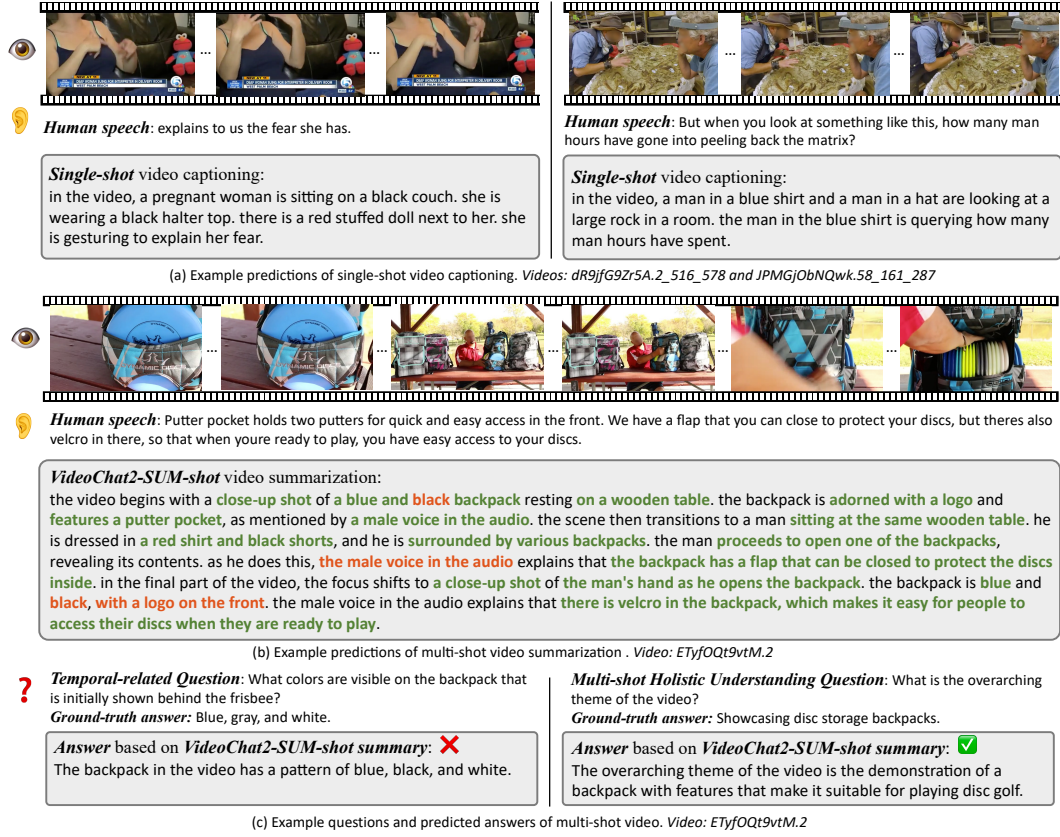 ... ...
DEAF WOMAN SUING FOR INTERPRETER IN DELIVERY ROOM
WEST PALM BEACH
... ...
Human speech: explains to us the fear she has.
Single-shot video captioning:
in the video, a pregnant woman is sitting on a black couch. she is
wearing a black halter top. there is a red stuffed doll next to her. she
is gesturing to explain her fear.
Human speech: But when you look at something like this, how many man
hours have gone into peeling back the matrix?
Single-shot video captioning:
in the video, a man in a blue shirt and a man in a hat are looking at a
large rock in a room. the man in the blue shirt is querying how many
man hours have spent.
(a) Example predictions of single-shot video captioning. Videos: dR9jfG9Zr5A.2_516_578 and JPMGjObNQwk.58_161_287
DYNAMIC DISCS
... ... ... ... ...
Human speech: Putter pocket holds two putters for quick and easy access in the front. We have a flap that you can close to protect your discs, but theres also
velcro in there, so that when youre ready to play, you have easy access to your discs.
VideoChat2-SUM-shot video summarization:
the video begins with a close-up shot of a blue and black backpack resting on a wooden table. the backpack is adorned with a logo and
features a putter pocket, as mentioned by a male voice in the audio. the scene then transitions to a man sitting at the same wooden table. he
is dressed in a red shirt and black shorts, and he is surrounded by various backpacks. the man proceeds to open one of the backpacks,
revealing its contents. as he does this, the male voice in the audio explains that the backpack has a flap that can be closed to protect the discs
inside. in the final part of the video, the focus shifts to a close-up shot of the man's hand as he opens the backpack. the backpack is blue and
black, with a logo on the front. the male voice in the audio explains that there is velcro in the backpack, which makes it easy for people to
access their discs when they are ready to play.
(b) Example predictions of multi-shot video summarization . Video: ETyfOQt9vtM.2
Temporal-related Question: What colors are visible on the backpack that
is initially shown behind the frisbee?
Ground-truth answer: Blue, gray, and white.
Answer based on VideoChat2-SUM-shot summary:
The backpack in the video has a pattern of blue, black, and white.
Multi-shot Holistic Understanding Question: What is the overarching
theme of the video?
Ground-truth answer: Showcasing disc storage backpacks.
Answer based on VideoChat2-SUM-shot summary:
The overarching theme of the video is the demonstration of a
backpack with features that make it suitable for playing disc golf.
(c) Example questions and predicted answers of multi-shot video. Video: ETyfOQt9vtM.2